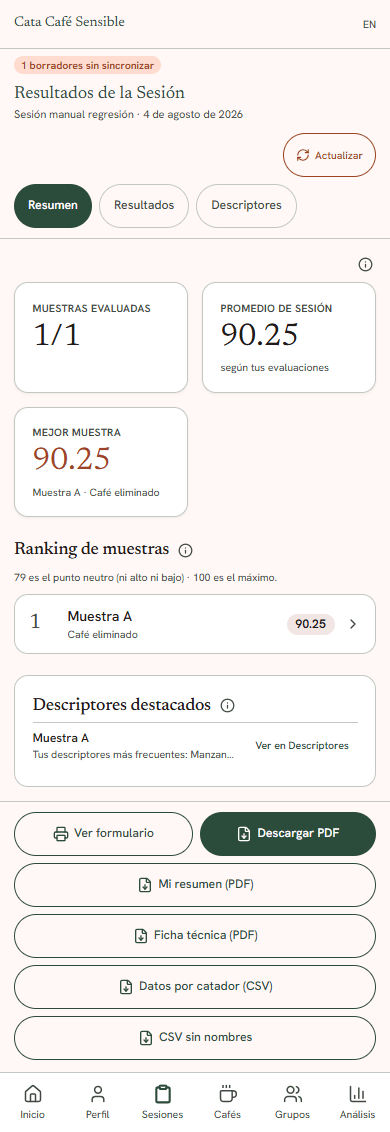 Cata Café Sensible
EN
1 borradores sin sincronizar
Resultados de la Sesión
Sesión manual regresión · 4 de agosto de 2026
Actualizar
Resumen
Resultados
Descriptores
MUESTRAS EVALUADAS
1/1
PROMEDIO DE SESIÓN
90.25
según tus evaluaciones
MEJOR MUESTRA
90.25
Muestra A · Café eliminado
Ranking de muestras
79 es el punto neutro (ni alto ni bajo) · 100 es el máximo.
1
Muestra A
Café eliminado
90.25
Descriptores destacados
Muestra A
Tus descriptores más frecuentes: Manzan...
Ver en Descriptores
Ver formulario
Descargar PDF
Mi resumen (PDF)
Ficha técnica (PDF)
Datos por catador (CSV)
CSV sin nombres
Inicio
Perfil
Sesiones
Cafés
Grupos
Análisis